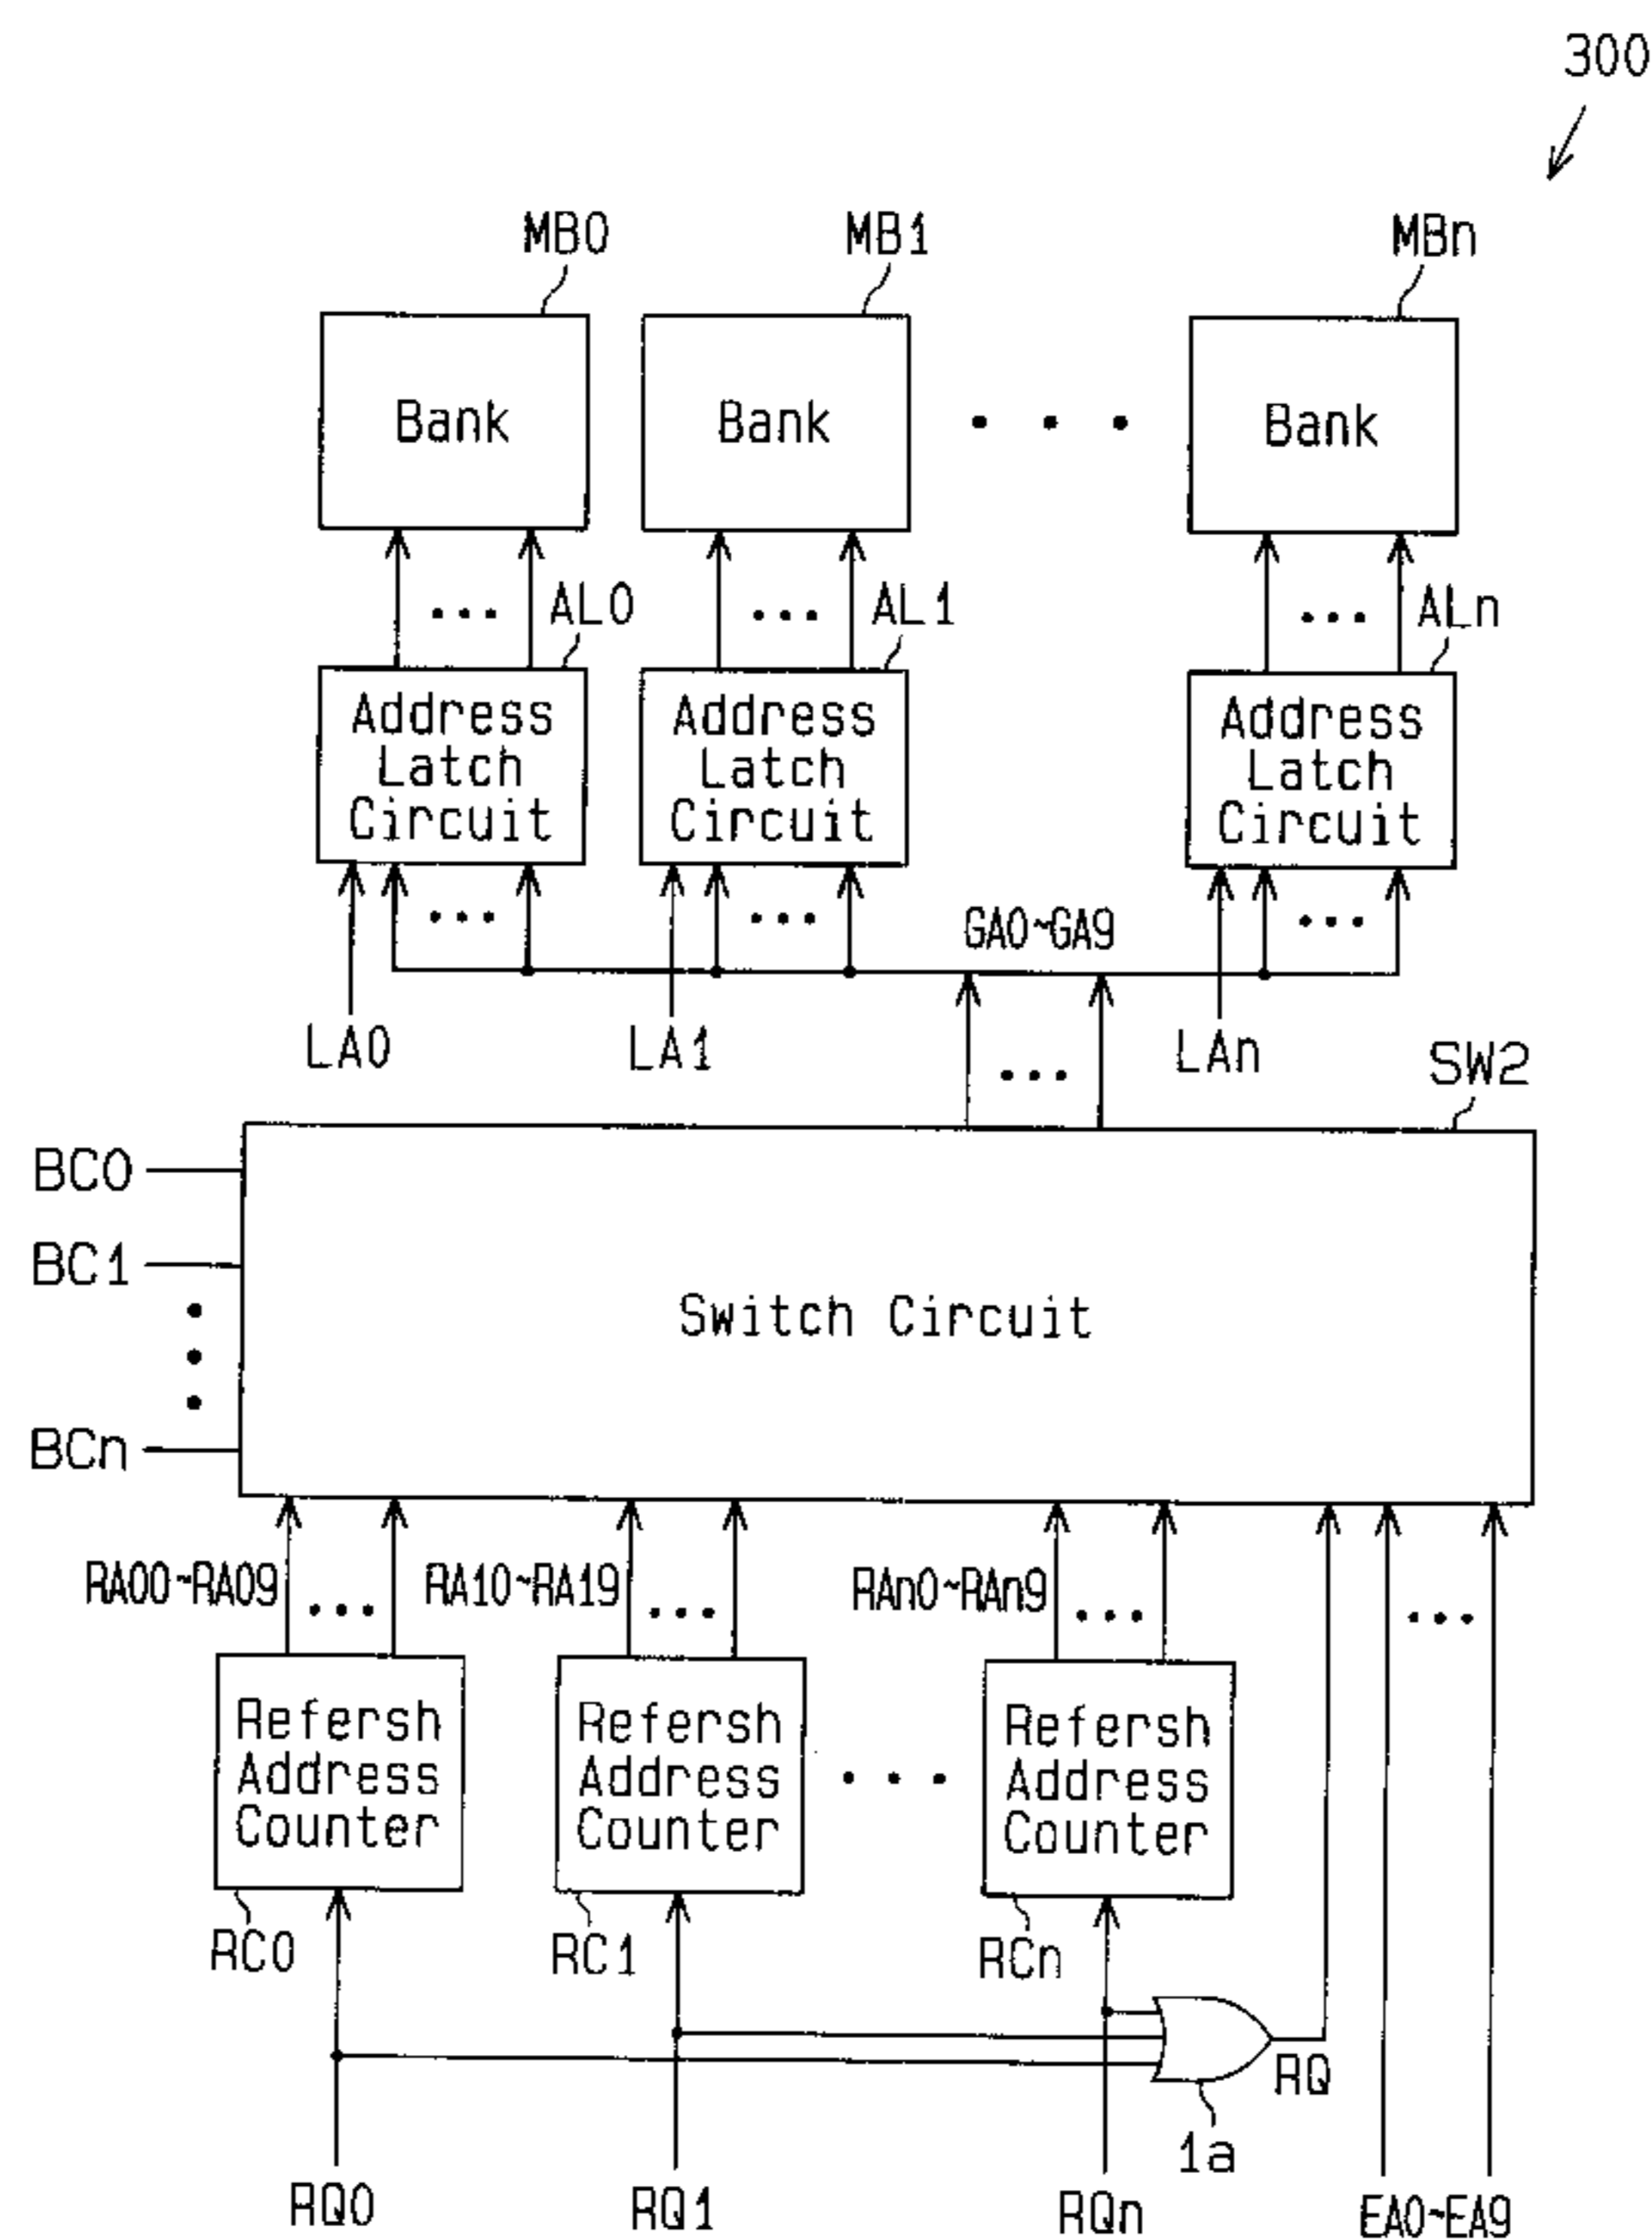 300
MB0 MB1 MBn
Bank Bank Bank
AL0 AL1 ALn
Address Address Address
Latch Latch Latch
Circuit Circuit Circuit
GA0~GA9
LA0 LA1 LAn SW2
BC0
BC1
Switch Circuit
BCn
RA00~RA09 RA10~RA19 RAn0~RAn9
Refersh Refersh Refersh
Address Address Address
Counter Counter Counter
RC0 RC1 RCn
RQ
1a
RQ0 RQ1 RQn EA0~EA9